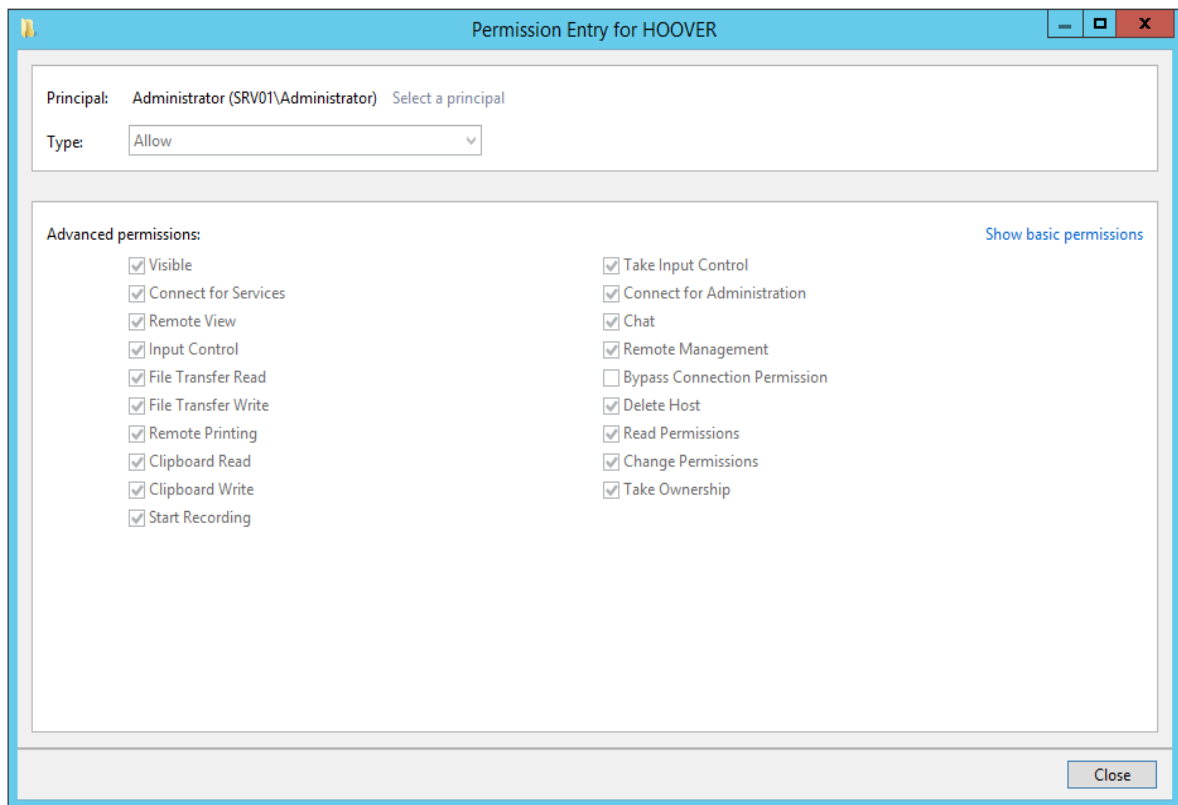 Permission Entry for HOOVER
Principal: Administrator (SRV01\Administrator) Select a principal
Type: Allow
Advanced permissions: Show basic permissions
Visible Take Input Control
Connect for Services Connect for Administration
Remote View Chat
Input Control Remote Management
File Transfer Read Bypass Connection Permission
File Transfer Write Delete Host
Remote Printing Read Permissions
Clipboard Read Change Permissions
Clipboard Write Take Ownership
Start Recording
Close